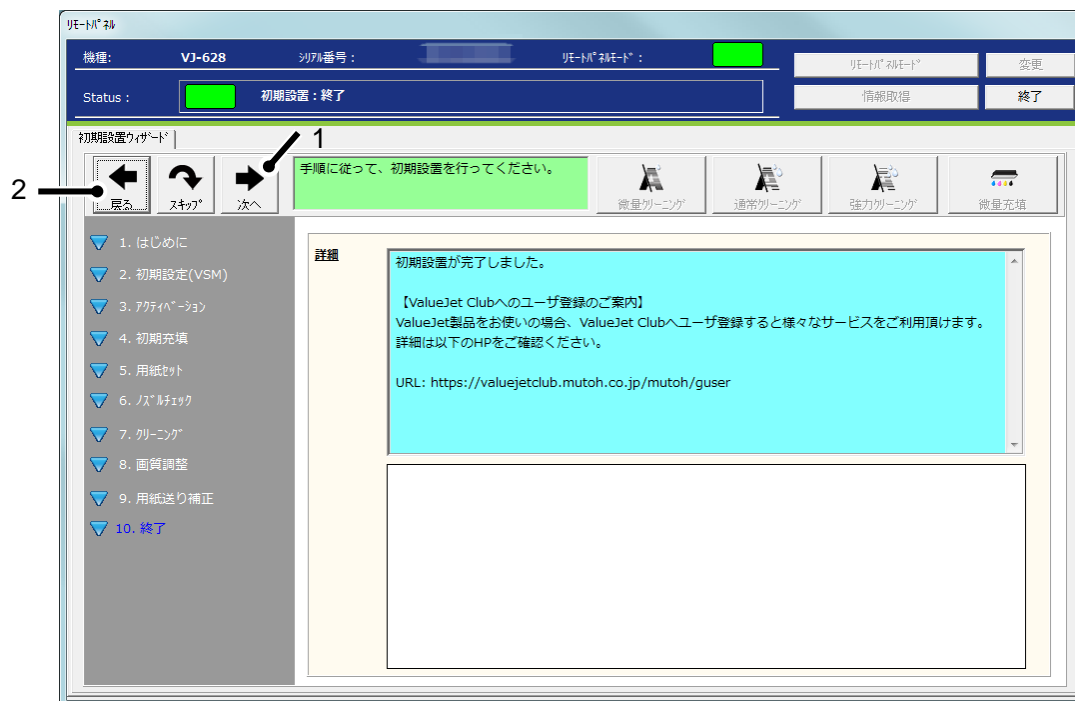 ﾘﾓｰﾄﾊﾟﾈﾙ
機種: VJ-628 ｼﾘｱﾙ番号： ﾘﾓｰﾄﾊﾟﾈﾙﾓｰﾄﾞ：
ﾘﾓｰﾄﾊﾟﾈﾙﾓｰﾄﾞ 変更
Status： 初期設置：終了
情報取得 終了
初期設置ウィザード
1
2
戻る ｽｷｯﾌﾟ 次へ
手順に従って、初期設置を行ってください。
微量ｸﾘｰﾆﾝｸﾞ 通常ｸﾘｰﾆﾝｸﾞ 強力ｸﾘｰﾆﾝｸﾞ 微量充填
1. はじめに
2. 初期設定(VSM)
3. ｱｸﾃｨﾍﾞｰｼｮﾝ
4. 初期充填
5. 用紙ｾｯﾄ
6. ﾉｽﾞﾙﾁｪｯｸ
7. ｸﾘｰﾆﾝｸﾞ
8. 画質調整
9. 用紙送り補正
10. 終了
詳細
初期設置が完了しました。
【ValueJet Clubへのユーザ登録のご案内】
ValueJet製品をお使いの場合、ValueJet Clubへユーザ登録すると様々なサービスをご利用頂けます。
詳細は以下のHPをご確認ください。
URL: https://valuejetclub.mutoh.co.jp/mutoh/guser